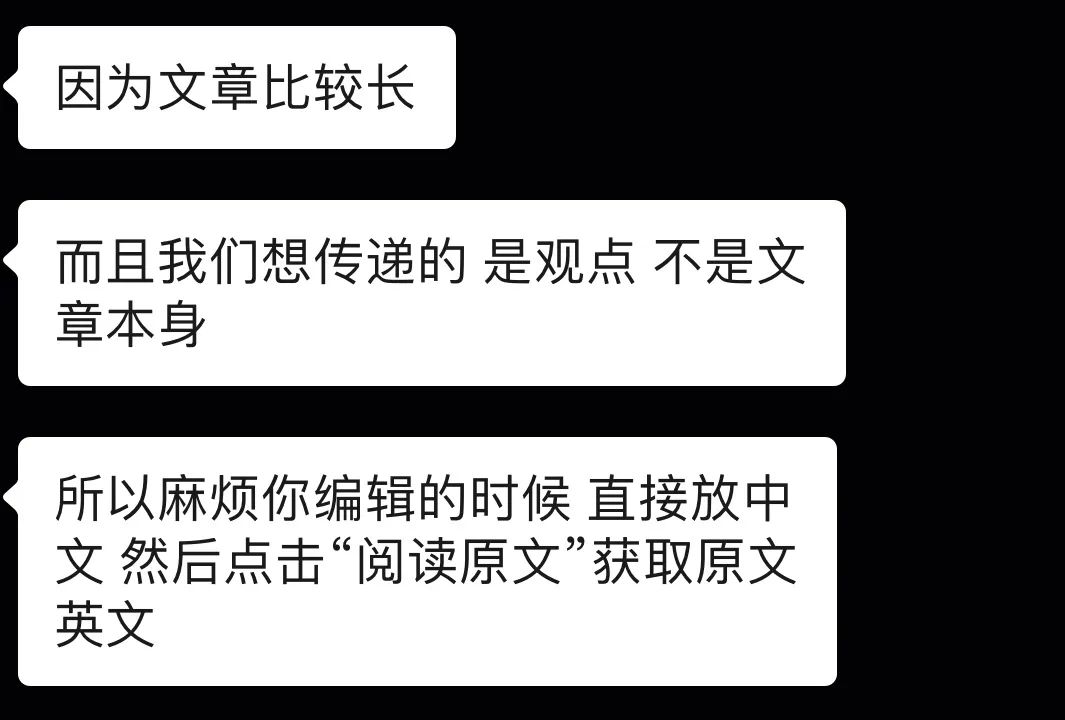 因为文章比较长
而且我们想传递的 是观点 不是文
章本身
所以麻烦你编辑的时候 直接放中
文 然后点击“阅读原文”获取原文
英文